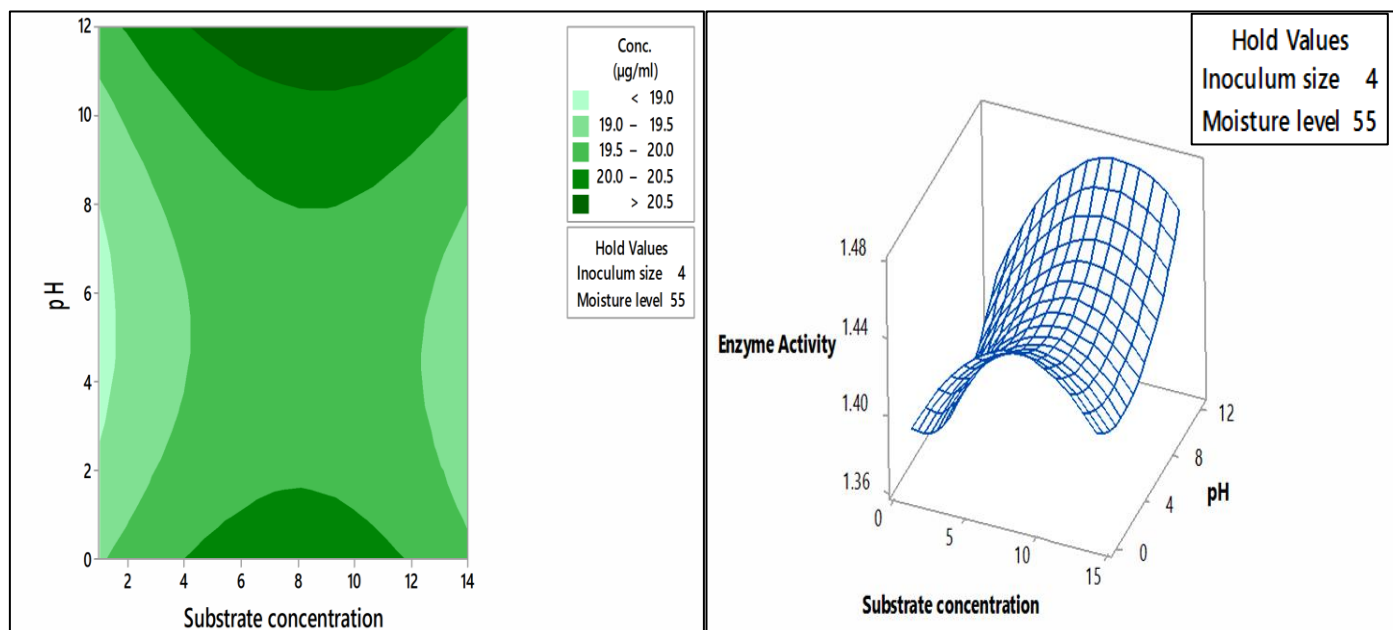 12
10
8
6
4
2
0
pH
2 4 6 8 10 12 14
Substrate concentration
Conc.
(µg/ml)
< 19.0
19.0 – 19.5
19.5 – 20.0
20.0 – 20.5
> 20.5
Hold Values
Inoculum size 4
Moisture level 55
Hold Values
Inoculum size 4
Moisture level 55
1.48
1.44
1.40
1.36
Enzyme Activity
0
5
10
15
Substrate concentration
12
8
4
0
pH